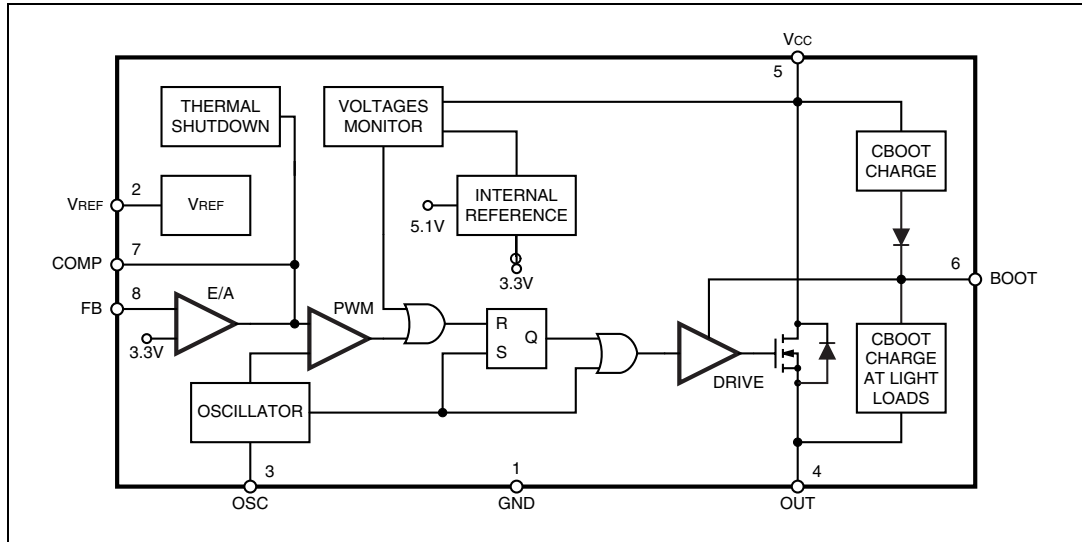 VCC
5
THERMAL
SHUTDOWN
VOLTAGES
MONITOR
CBOOT
CHARGE
2
VREF
VREF
INTERNAL
REFERENCE
5.1V
7
COMP
3.3V
6
BOOT
8
FB
E/A
3.3V
PWM
R
S
Q
DRIVE
CBOOT
CHARGE
AT LIGHT
LOADS
OSCILLATOR
3
OSC
1
GND
4
OUT